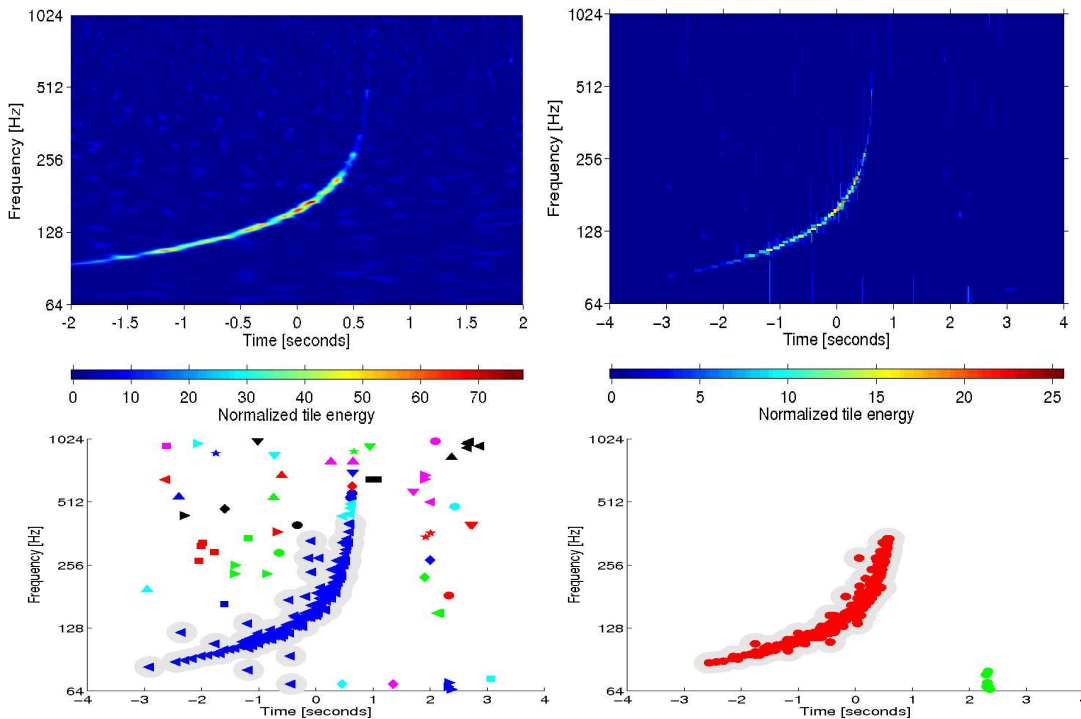 1024
512
256
128
64
Frequency [Hz]
-2 -1.5 -1 -0.5 0 0.5 1 1.5 2
Time [seconds]
0 10 20 30 40 50 60 70
Normalized tile energy
1024
512
256
128
64
Frequency [Hz]
−4 −3 −2 −1 0 1 2 3 4
Time [seconds]
0 5 10 15 20 25
Normalized tile energy
1024
512
256
128
64
Frequency [Hz]
−4 −3 −2 −1 0 1 2 3 4
Time [seconds]
1024
512
256
128
64
Frequency [Hz]
−4 −3 −2 −1 0 1 2 3 4
Time [seconds]